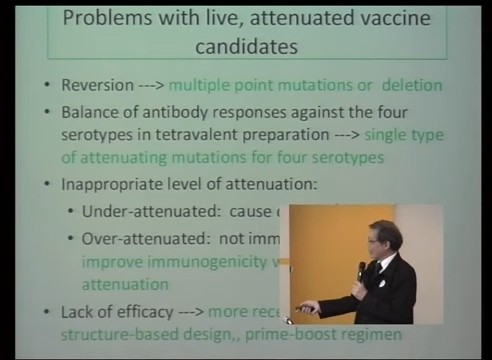 Problems with live, attenuated vaccine
candidates
• Reversion ---> multiple point mutations or deletion
• Balance of antibody responses against the four
serotypes in tetravalent preparation ---> single type
of attenuating mutations for four serotypes
• Inappropriate level of attenuation:
• Under-attenuated: cause
• Over-attenuated: not
improve immunogenicity
attenuation
• Lack of efficacy ---> more
structure-based design,, prime-boost regimen